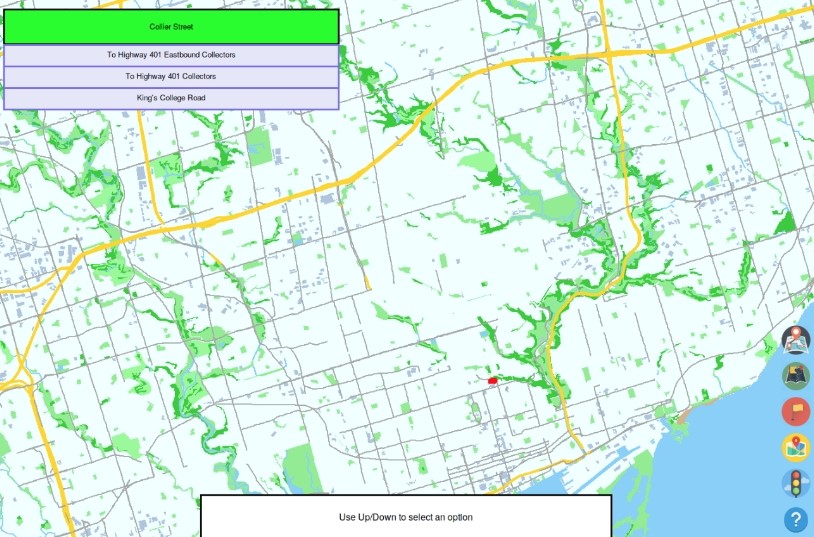 Collier Street
To Highway 401 Eastbound Collectors
To Highway 401 Collectors
King's College Road
Use Up/Down to select an option
?